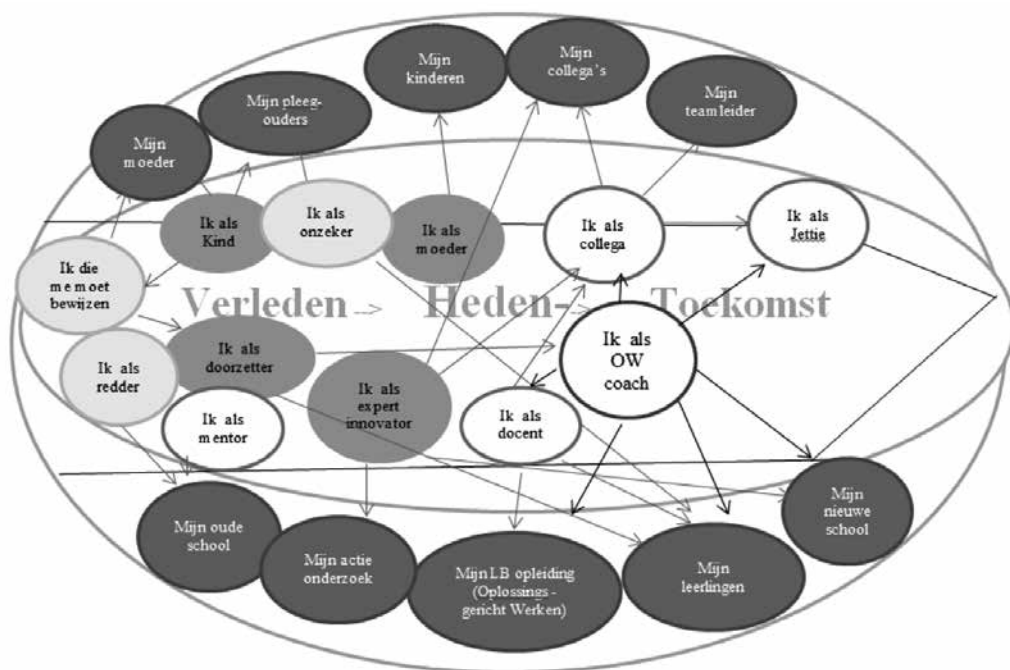 Mijn
kinderen
Mijn
collega's
Mijn
teamleider
Mijn pleeg-
ouders
Mijn
moeder
Ik als
Kind
Ik als
onzeker
Ik als
moeder
Ik als
collega
Ik als
Jettie
Ik die
me moet
bewijzen
Verleden
Heden-
Toekomst
Ik als
redder
Ik als
doorzetter
Ik als
mentor
Ik als
expert
innovator
Ik als
docent
Ik als
OW
coach
Mijn oude
school
Mijn actie
onderzoek
Mijn LB opleiding
(Oplossings-
gericht Werken)
Mijn
leerlingen
Mijn
nieuwe
school